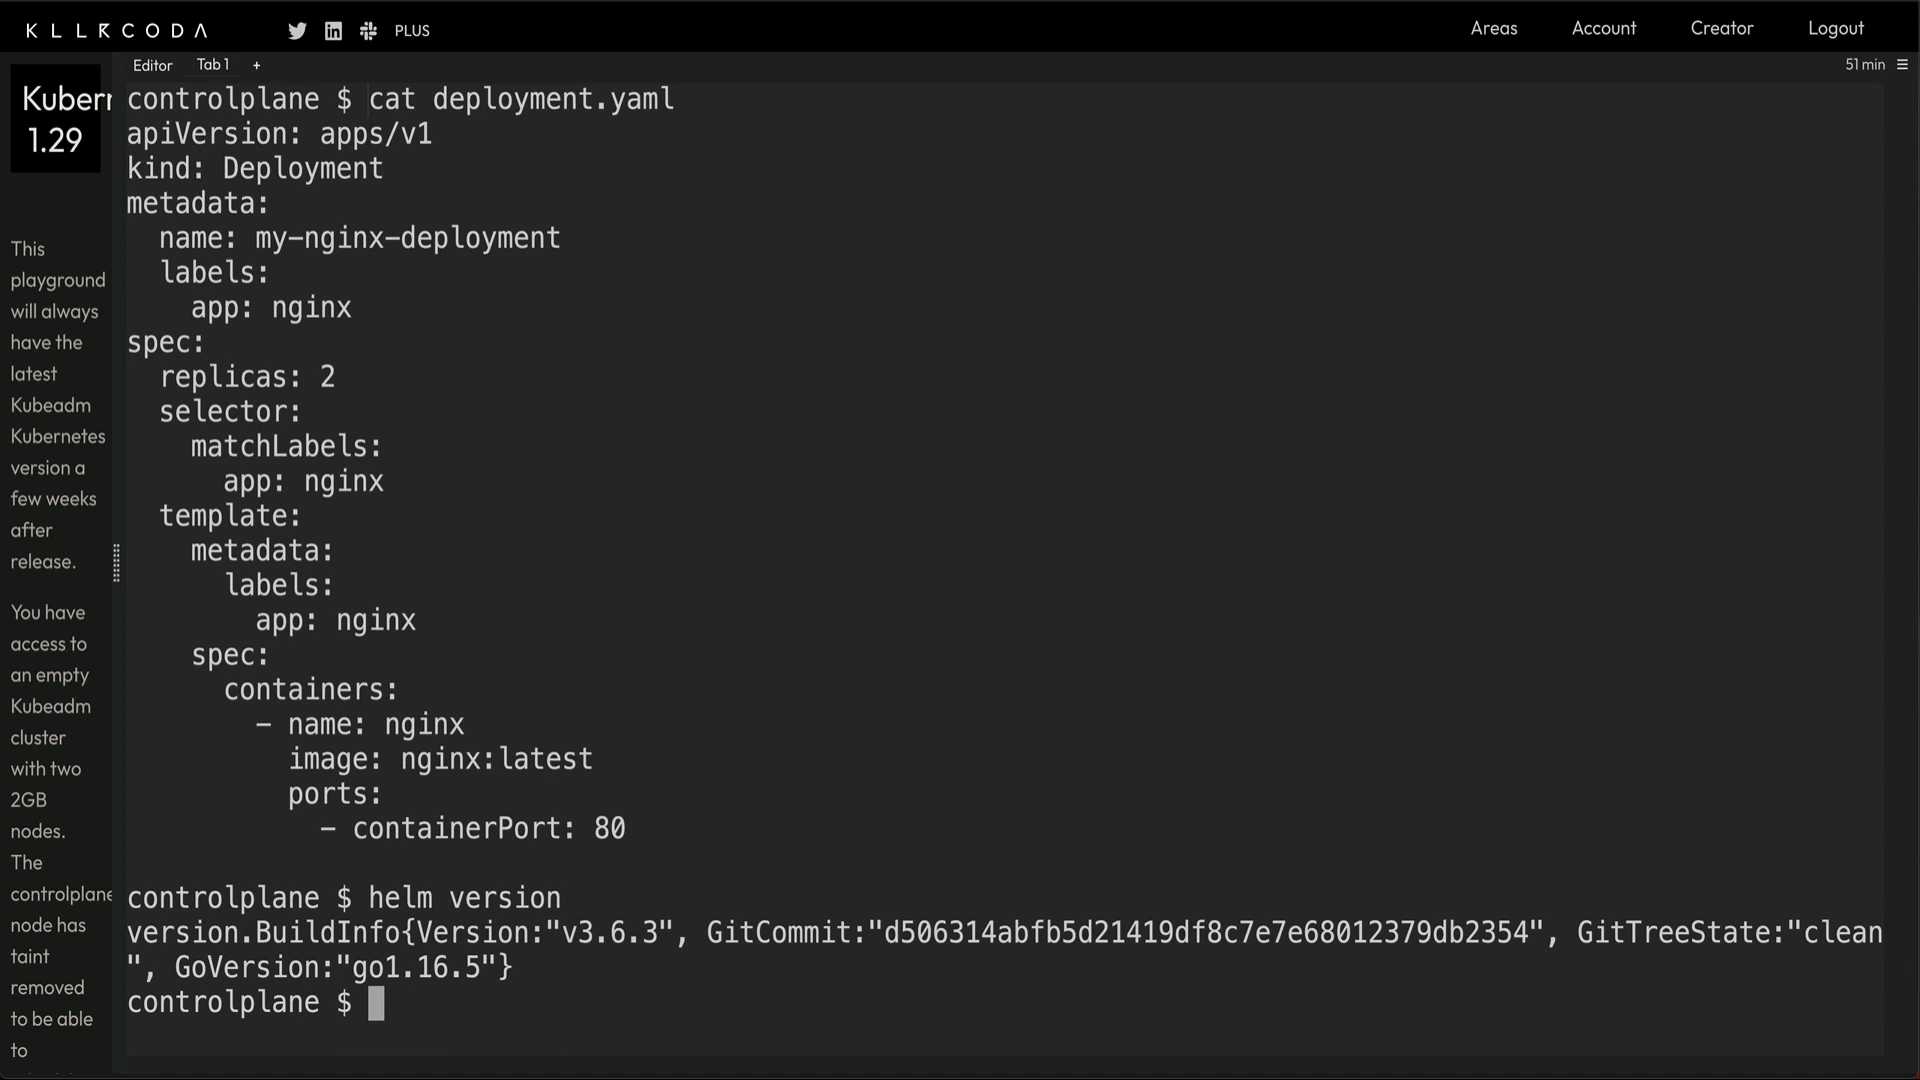 KLLRCODA PLUS Areas Account Creator Logout
Editor Tab 1 + 51 min
Kuberr
1.29
This
playground
will always
have the
latest
Kubeadm
Kubernetes
version a
few weeks
after
release.
You have
access to
an empty
Kubeadm
cluster
with two
2GB
nodes.
The
controlplane
node has
taint
removed
to be able
to
controlplane $ cat deployment.yaml
apiVersion: apps/v1
kind: Deployment
metadata:
  name: my-nginx-deployment
  labels:
    app: nginx
spec:
  replicas: 2
  selector:
    matchLabels:
      app: nginx
  template:
    metadata:
      labels:
        app: nginx
    spec:
      containers:
        - name: nginx
          image: nginx:latest
          ports:
            - containerPort: 80
controlplane $ helm version
version.BuildInfo{Version:"v3.6.3", GitCommit:"d506314abfb5d21419df8c7e7e68012379db2354", GitTreeState:"clean
", GoVersion:"go1.16.5"}
controlplane $